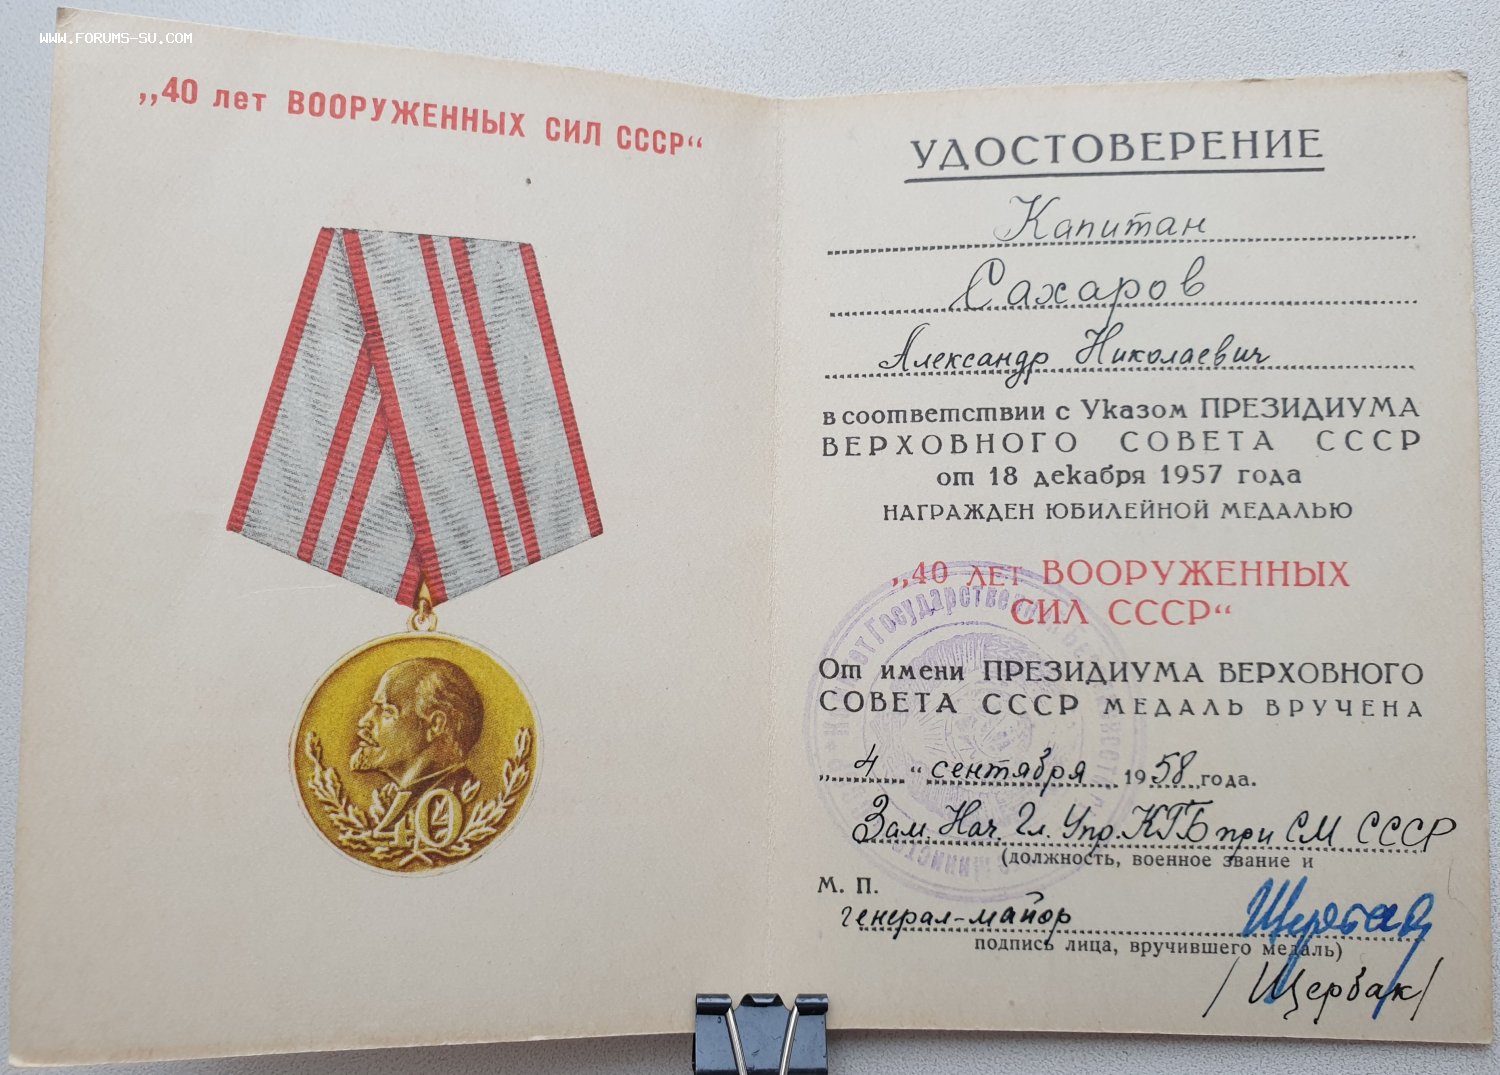 WWW.FORUMS-SU.COM
„40 лет ВООРУЖЕННЫХ СИЛ СССР“
40
УДОСТОВЕРЕНИЕ
Капитан
Сахаров
Александр Николаевич
в соответствии с Указом ПРЕЗИДИУМА
ВЕРХОВНОГО СОВЕТА СССР
от 18 декабря 1957 года
НАГРАЖДЕН ЮБИЛЕЙНОЙ МЕДАЛЬЮ
„40 ЛЕТ ВООРУЖЕННЫХ
СИЛ СССР“
От имени ПРЕЗИДИУМА ВЕРХОВНОГО
СОВЕТА СССР МЕДАЛЬ ВРУЧЕНА
„4“ сентября 1958 года.
Зам. Нач. Гл. Упр. КГБ при СМ СССР
(должность, военное звание и
М. П.
генерал-майор Щербак
подпись лица, вручившего медаль)
/Щербак/
Государственной